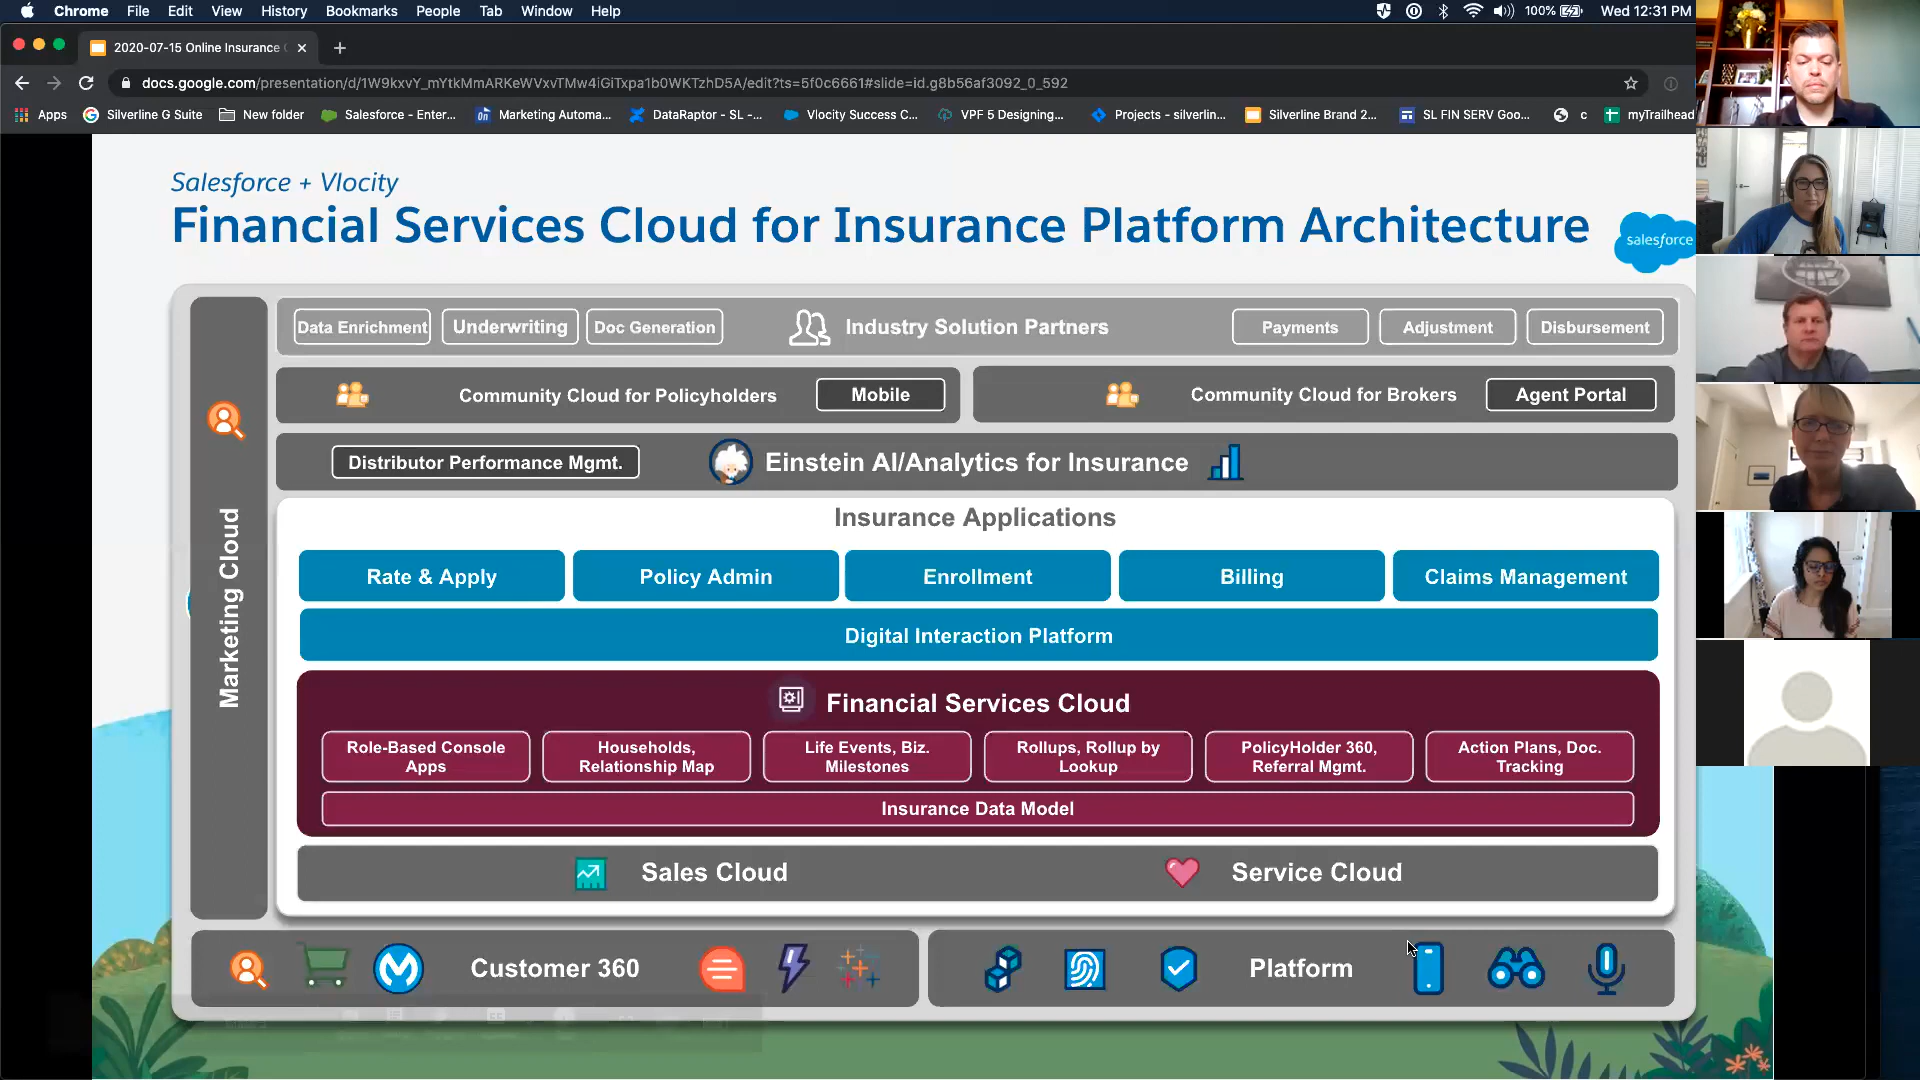 Chrome File Edit View History Bookmarks People Tab Window Help 100% Wed 12:31 PM
2020-07-15 Online Insurance
docs.google.com/presentation/d/1W9kxvY_mYtkMmARKeWVxvTMw4iGiTxpa1b0WKTzhD5A/edit?ts=5f0c6661#slide=id.g8b56af3092_0_592
Apps Silverline G Suite New folder Salesforce - Enter... Marketing Automa... DataRaptor - SL -... Vlocity Success C... VPF 5 Designing... Projects - silverlin... Silverline Brand 2... SL FIN SERV Goo... c myTrailhead
Salesforce + Vlocity
Financial Services Cloud for Insurance Platform Architecture
salesforce
Marketing Cloud
Data Enrichment Underwriting Doc Generation Industry Solution Partners Payments Adjustment Disbursement
Community Cloud for Policyholders Mobile Community Cloud for Brokers Agent Portal
Distributor Performance Mgmt. Einstein AI/Analytics for Insurance
Insurance Applications
Rate & Apply Policy Admin Enrollment Billing Claims Management
Digital Interaction Platform
Financial Services Cloud
Role-Based Console Apps
Households, Relationship Map
Life Events, Biz. Milestones
Rollups, Rollup by Lookup
PolicyHolder 360, Referral Mgmt.
Action Plans, Doc. Tracking
Insurance Data Model
Sales Cloud Service Cloud
Customer 360 Platform